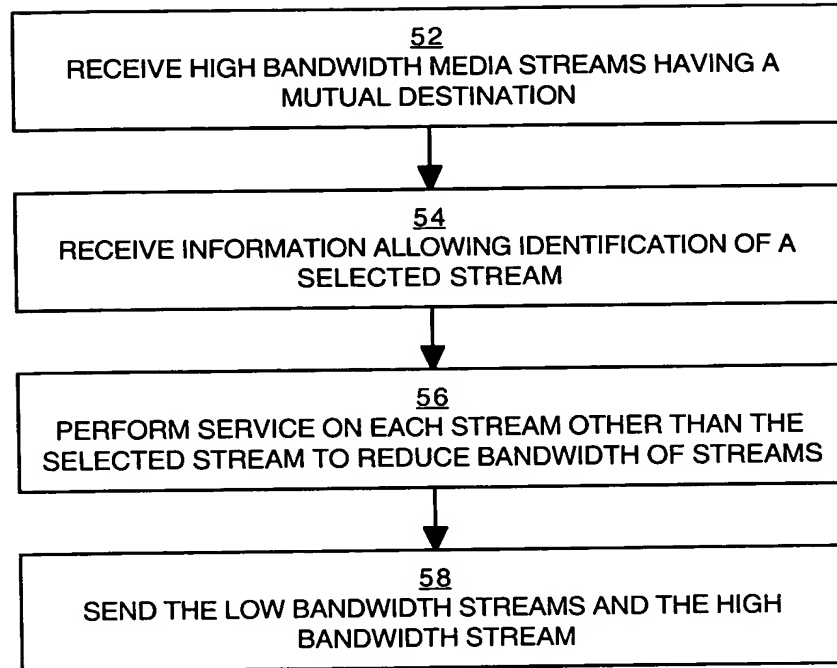 52
RECEIVE HIGH BANDWIDTH MEDIA STREAMS HAVING A
MUTUAL DESTINATION
54
RECEIVE INFORMATION ALLOWING IDENTIFICATION OF A
SELECTED STREAM
56
PERFORM SERVICE ON EACH STREAM OTHER THAN THE
SELECTED STREAM TO REDUCE BANDWIDTH OF STREAMS
58
SEND THE LOW BANDWIDTH STREAMS AND THE HIGH
BANDWIDTH STREAM